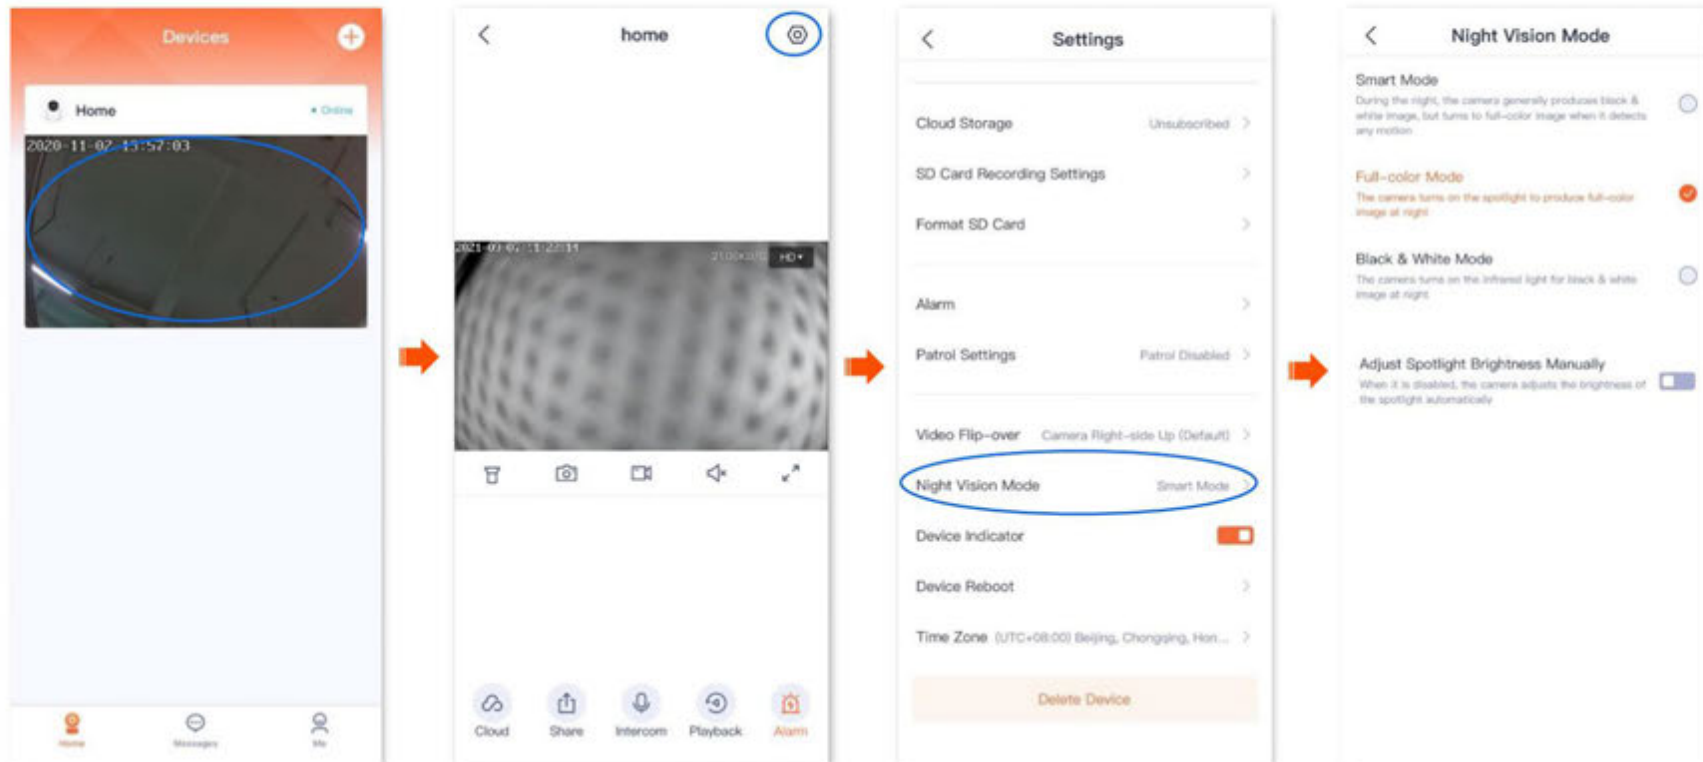 Devices
Home
Online
2020-11-02 13:57:03
Home
Messages
Me
home
HD
Cloud
Share
Intercom
Playback
Alarm
Settings
Cloud Storage Unsubscribed
SD Card Recording Settings
Format SD Card
Alarm
Patrol Settings Patrol Disabled
Video Flip-over Camera Right-side Up (Default)
Night Vision Mode Smart Mode
Device Indicator
Device Reboot
Time Zone (UTC+08:00) Beijing, Chongqing, Hon...
Delete Device
Night Vision Mode
Smart Mode
During the night, the camera generally produces black &
white image, but turns to full-color image when it detects
any motion
Full-color Mode
The camera turns on the spotlight to produce full-color
image at night
Black & White Mode
The camera turns on the infrared light for black & white
image at night
Adjust Spotlight Brightness Manually
When it is disabled, the camera adjusts the brightness of
the spotlight automatically